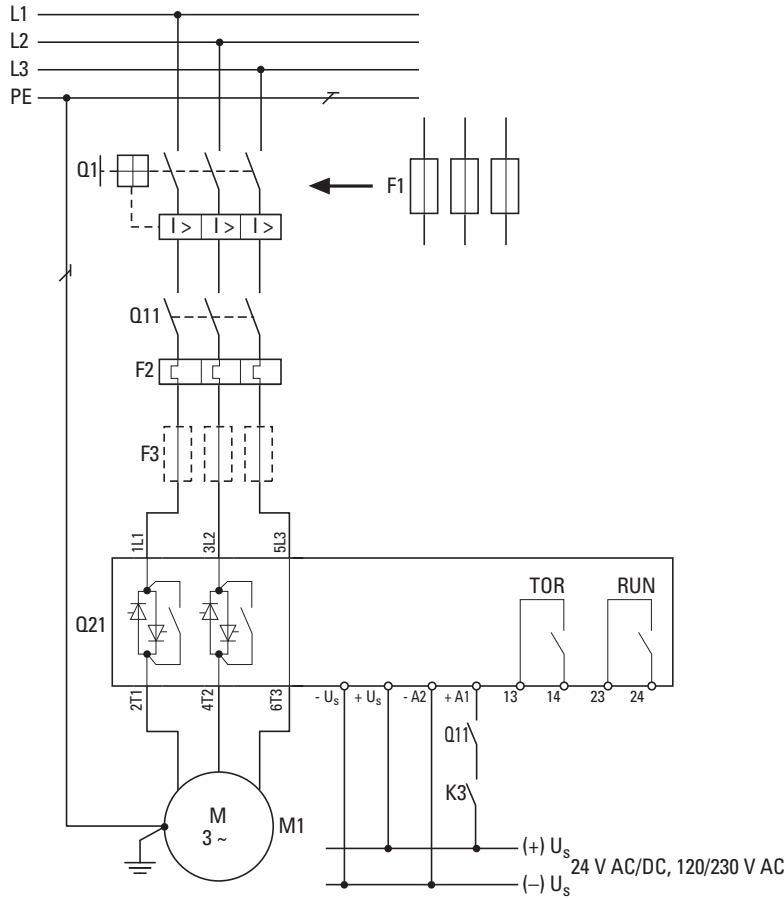 L1
L2
L3
PE
Q1
F1
I > I > I >
Q11
F2
F3
1L1 3L2 5L3
TOR RUN
Q21
2T1 4T2 6T3
- Us + Us - A2 + A1 13 14 23 24
Q11
K3
M
3 ~
M1
(+) Us
24 V AC/DC, 120/230 V AC
(–) Us